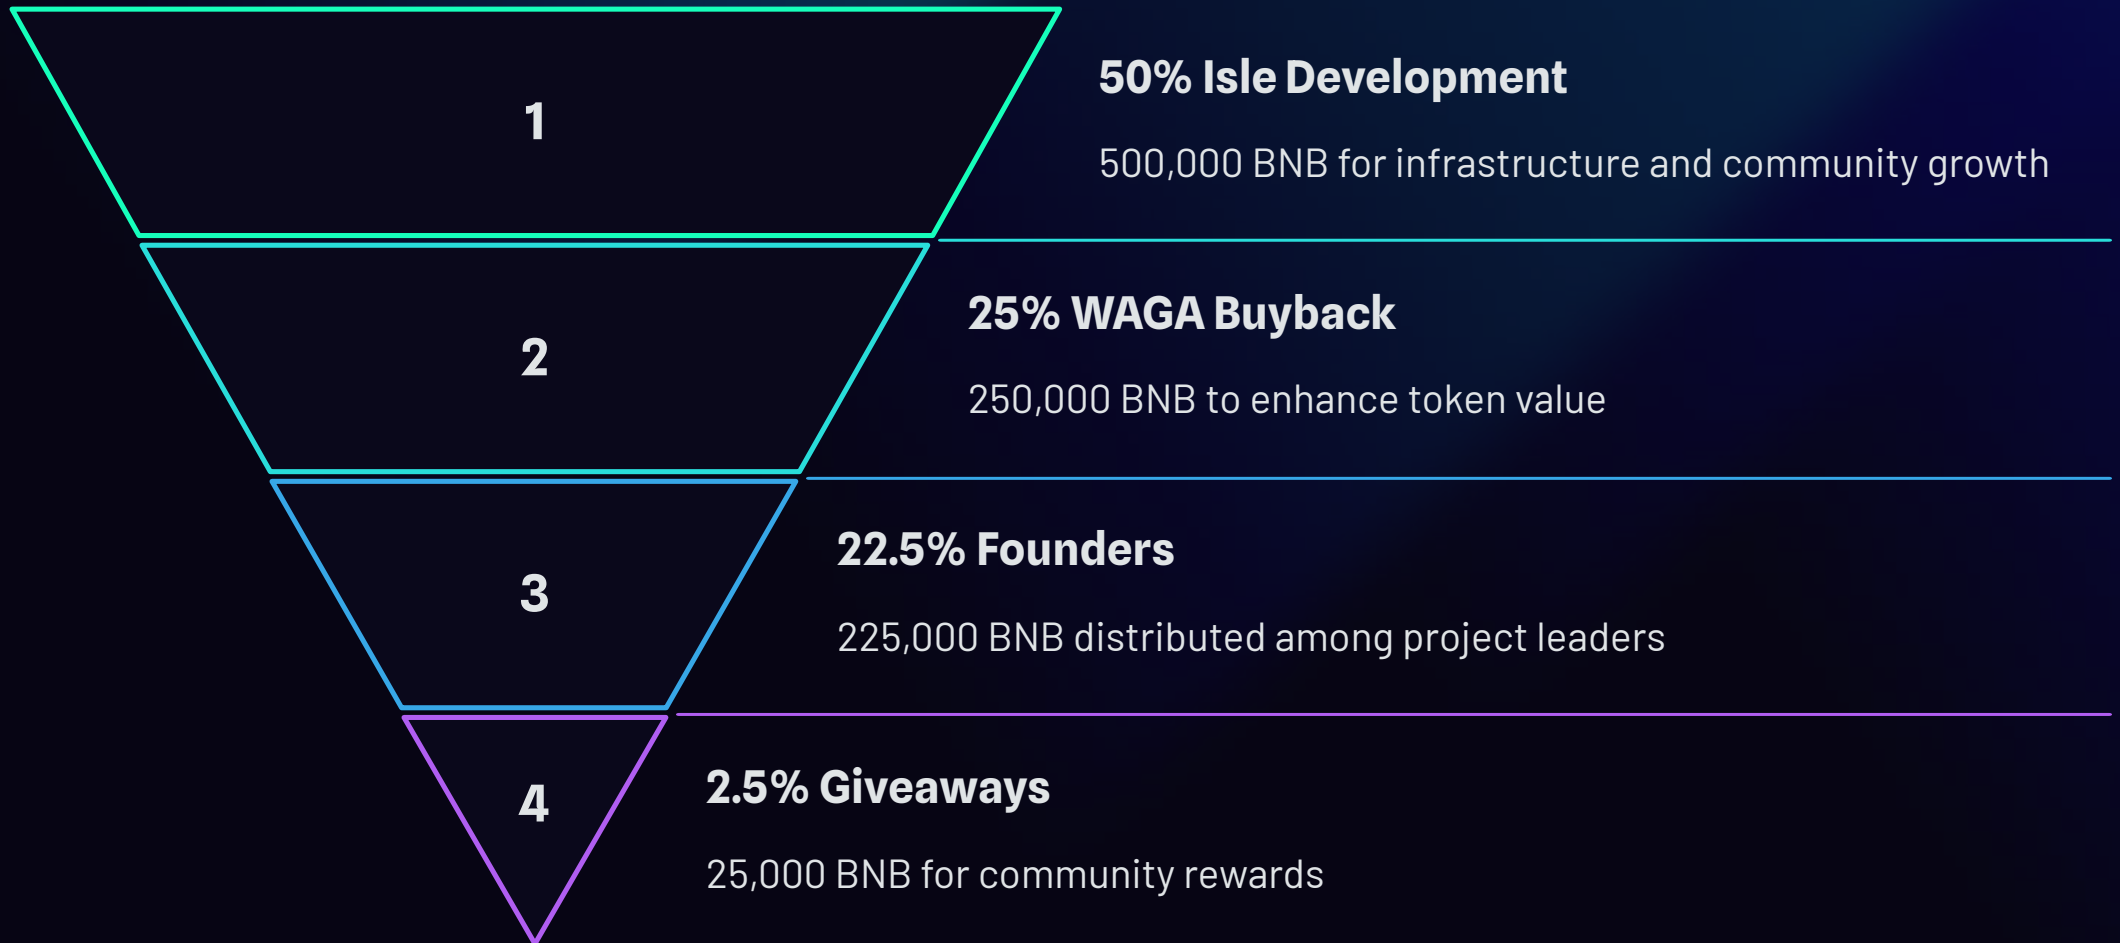 1
50% Isle Development
500,000 BNB for infrastructure and community growth
2
25% WAGA Buyback
250,000 BNB to enhance token value
3
22.5% Founders
225,000 BNB distributed among project leaders
4
2.5% Giveaways
25,000 BNB for community rewards